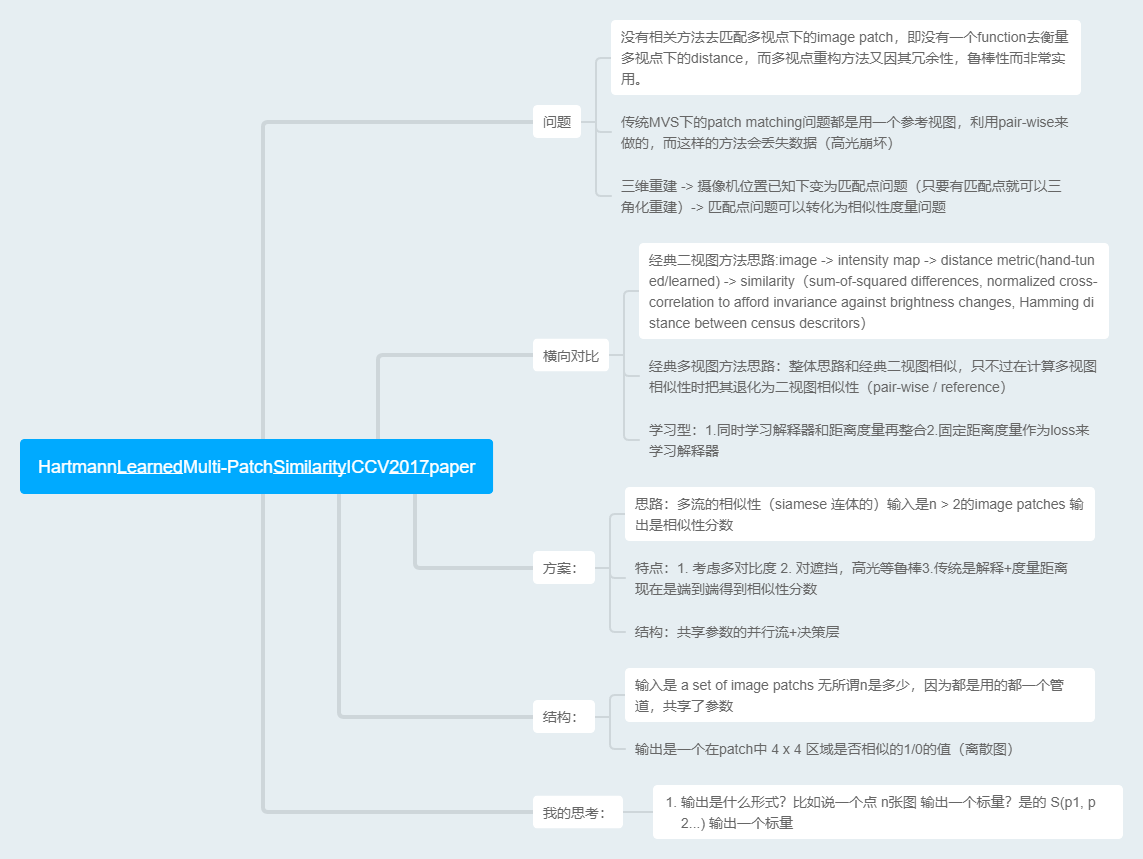 HartmannLearnedMulti-PatchSimilarityICCV2017paper
问题
没有相关方法去匹配多视点下的image patch，即没有一个function去衡量
多视点下的distance，而多视点重构方法又因其冗余性，鲁棒性而非常实
用。
传统MVS下的patch matching问题都是用一个参考视图，利用pair-wise来
做的，而这样的方法会丢失数据（高光崩坏）
三维重建 -> 摄像机位置已知下变为匹配点问题（只要有匹配点就可以三
角化重建）-> 匹配点问题可以转化为相似性度量问题
横向对比
经典二视图方法思路:image -> intensity map -> distance metric(hand-tun
ed/learned) -> similarity（sum-of-squared differences, normalized cross-
correlation to afford invariance against brightness changes, Hamming di
stance between census descritors）
经典多视图方法思路：整体思路和经典二视图相似，只不过在计算多视图
相似性时把其退化为二视图相似性（pair-wise / reference）
学习型：1.同时学习解释器和距离度量再整合2.固定距离度量作为loss来
学习解释器
方案：
思路：多流的相似性（siamese 连体的）输入是n > 2的image patches 输
出是相似性分数
特点：1. 考虑多对比度 2. 对遮挡，高光等鲁棒3.传统是解释+度量距离
现在是端到端得到相似性分数
结构：共享参数的并行流+决策层
结构：
输入是 a set of image patchs 无所谓n是多少，因为都是用的都一个管
道，共享了参数
输出是一个在patch中 4 x 4 区域是否相似的1/0的值（离散图）
我的思考：
1. 输出是什么形式？比如说一个点 n张图 输出一个标量？是的 S(p1, p
2...) 输出一个标量